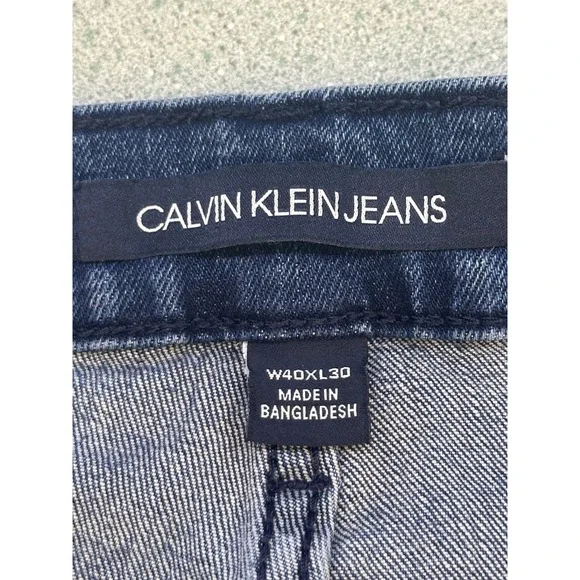 CALVIN KLEIN JEANS
W40XL30
MADE IN
BANGLADESH